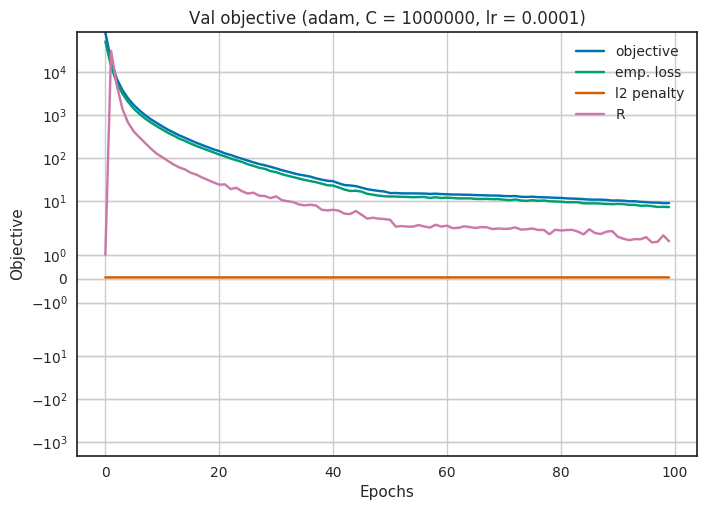 Val objective (adam, C = 1000000, lr = 0.0001)
objective
emp. loss
l2 penalty
R
Objective
10⁴
10³
10²
10¹
10⁰
0
−10⁰
−10¹
−10²
−10³
0 20 40 60 80 100
Epochs